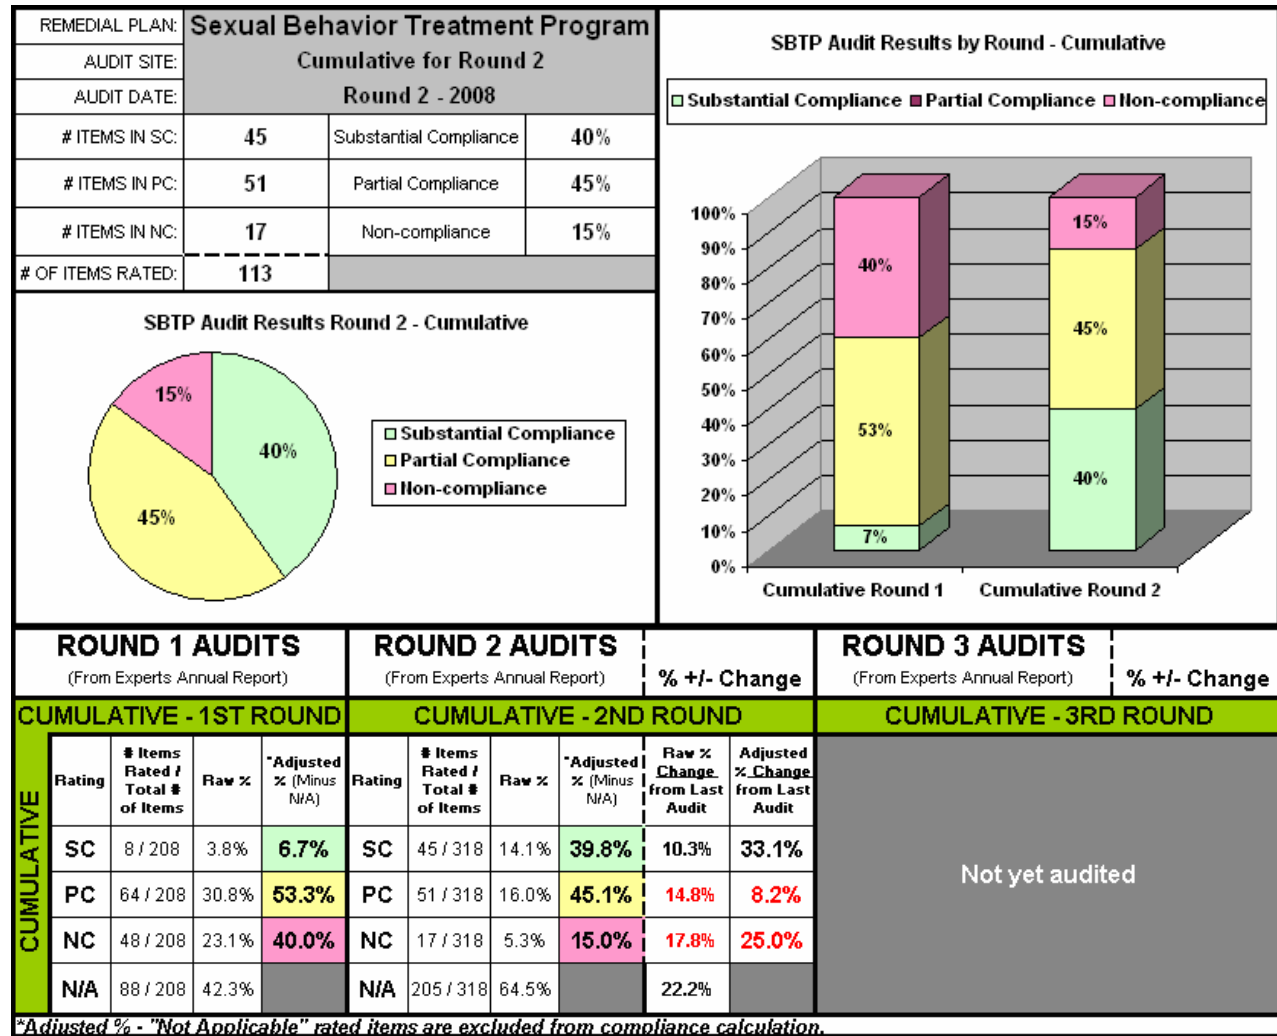 REMEDIAL PLAN: Sexual Behavior Treatment Program
AUDIT SITE: Cumulative for Round 2
AUDIT DATE: Round 2 - 2008
# ITEMS IN SC: 45 Substantial Compliance 40%
# ITEMS IN PC: 51 Partial Compliance 45%
# ITEMS IN NC: 17 Non-compliance 15%
# OF ITEMS RATED: 113
SBTP Audit Results Round 2 - Cumulative
15%
40%
45%
Substantial Compliance
Partial Compliance
Non-compliance
SBTP Audit Results by Round - Cumulative
Substantial Compliance Partial Compliance Non-compliance
100%
90%
80%
70%
60%
50%
40%
30%
20%
10%
0%
40%
53%
7%
15%
45%
40%
Cumulative Round 1 Cumulative Round 2
ROUND 1 AUDITS
(From Experts Annual Report)
ROUND 2 AUDITS
(From Experts Annual Report)
% +/- Change
ROUND 3 AUDITS
(From Experts Annual Report)
% +/- Change
CUMULATIVE - 1ST ROUND CUMULATIVE - 2ND ROUND CUMULATIVE - 3RD ROUND
CUMULATIVE
Rating
# Items
Rated /
Total #
of Items
Raw %
*Adjusted
% (Minus
N/A)
Rating
# Items
Rated /
Total #
of Items
Raw %
*Adjusted
% (Minus
N/A)
Raw %
Change
from Last
Audit
Adjusted
% Change
from Last
Audit
SC 8 / 208 3.8% 6.7% SC 45 / 318 14.1% 39.8% 10.3% 33.1%
PC 64 / 208 30.8% 53.3% PC 51 / 318 16.0% 45.1% 14.8% 8.2%
NC 48 / 208 23.1% 40.0% NC 17 / 318 5.3% 15.0% 17.8% 25.0%
N/A 88 / 208 42.3% N/A 205 / 318 64.5% 22.2%
Not yet audited
*Adjusted % - "Not Applicable" rated items are excluded from compliance calculation.